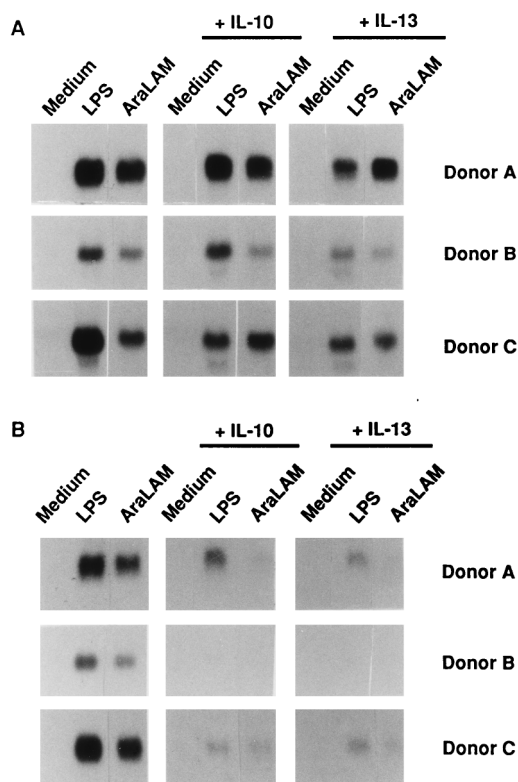 A
+ IL-10 + IL-13
Medium LPS AraLAM Medium LPS AraLAM Medium LPS AraLAM
Donor A
Donor B
Donor C
B
+ IL-10 + IL-13
Medium LPS AraLAM Medium LPS AraLAM Medium LPS AraLAM
Donor A
Donor B
Donor C